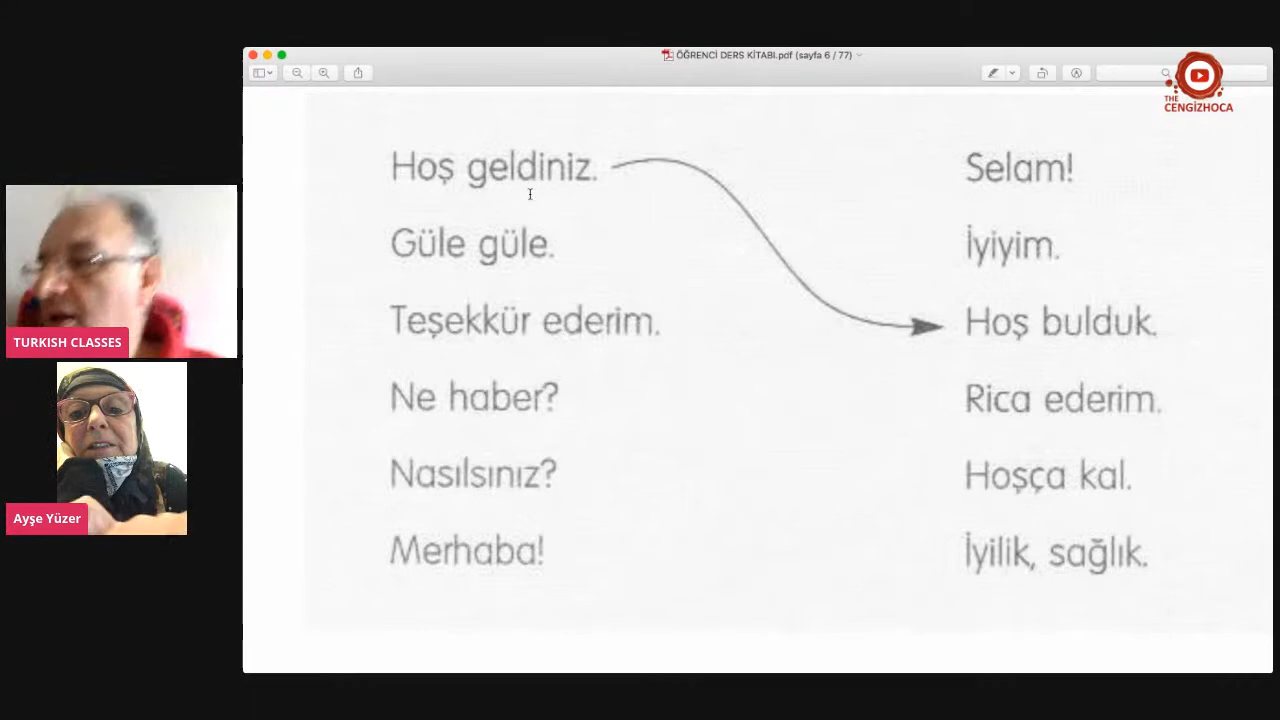 ÖĞRENCİ DERS KİTABI.pdf (sayfa 6 / 77)
THE
CENGİZHOCA
Hoş geldiniz.
Selam!
Güle güle.
İyiyim.
Teşekkür ederim.
Hoş bulduk.
Ne haber?
Rica ederim.
Nasılsınız?
Hoşça kal.
Merhaba!
İyilik, sağlık.
TURKISH CLASSES
Ayşe Yüzer